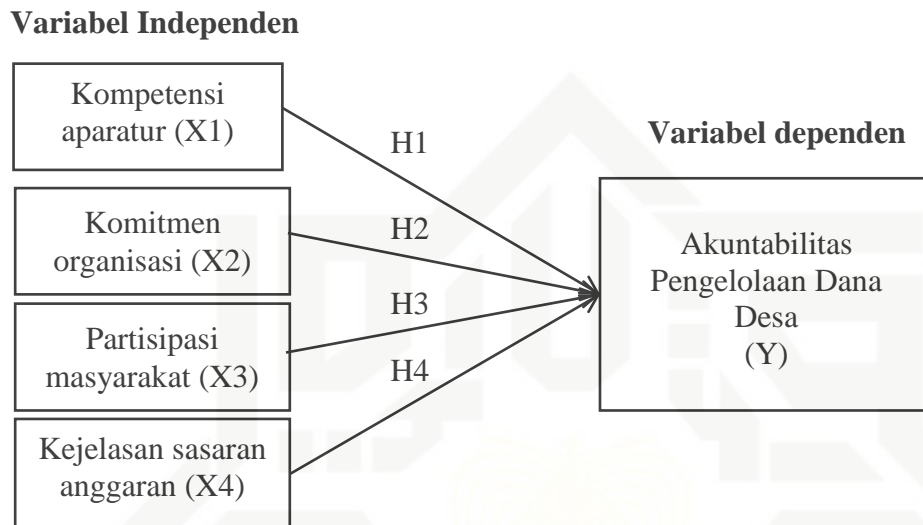 Variabel Independen
Kompetensi
aparatur (X1)
H1
Variabel dependen
Komitmen
organisasi (X2)
H2
Akuntabilitas
Pengelolaan Dana
Desa
(Y)
Partisipasi
masyarakat (X3)
H3
H4
Kejelasan sasaran
anggaran (X4)